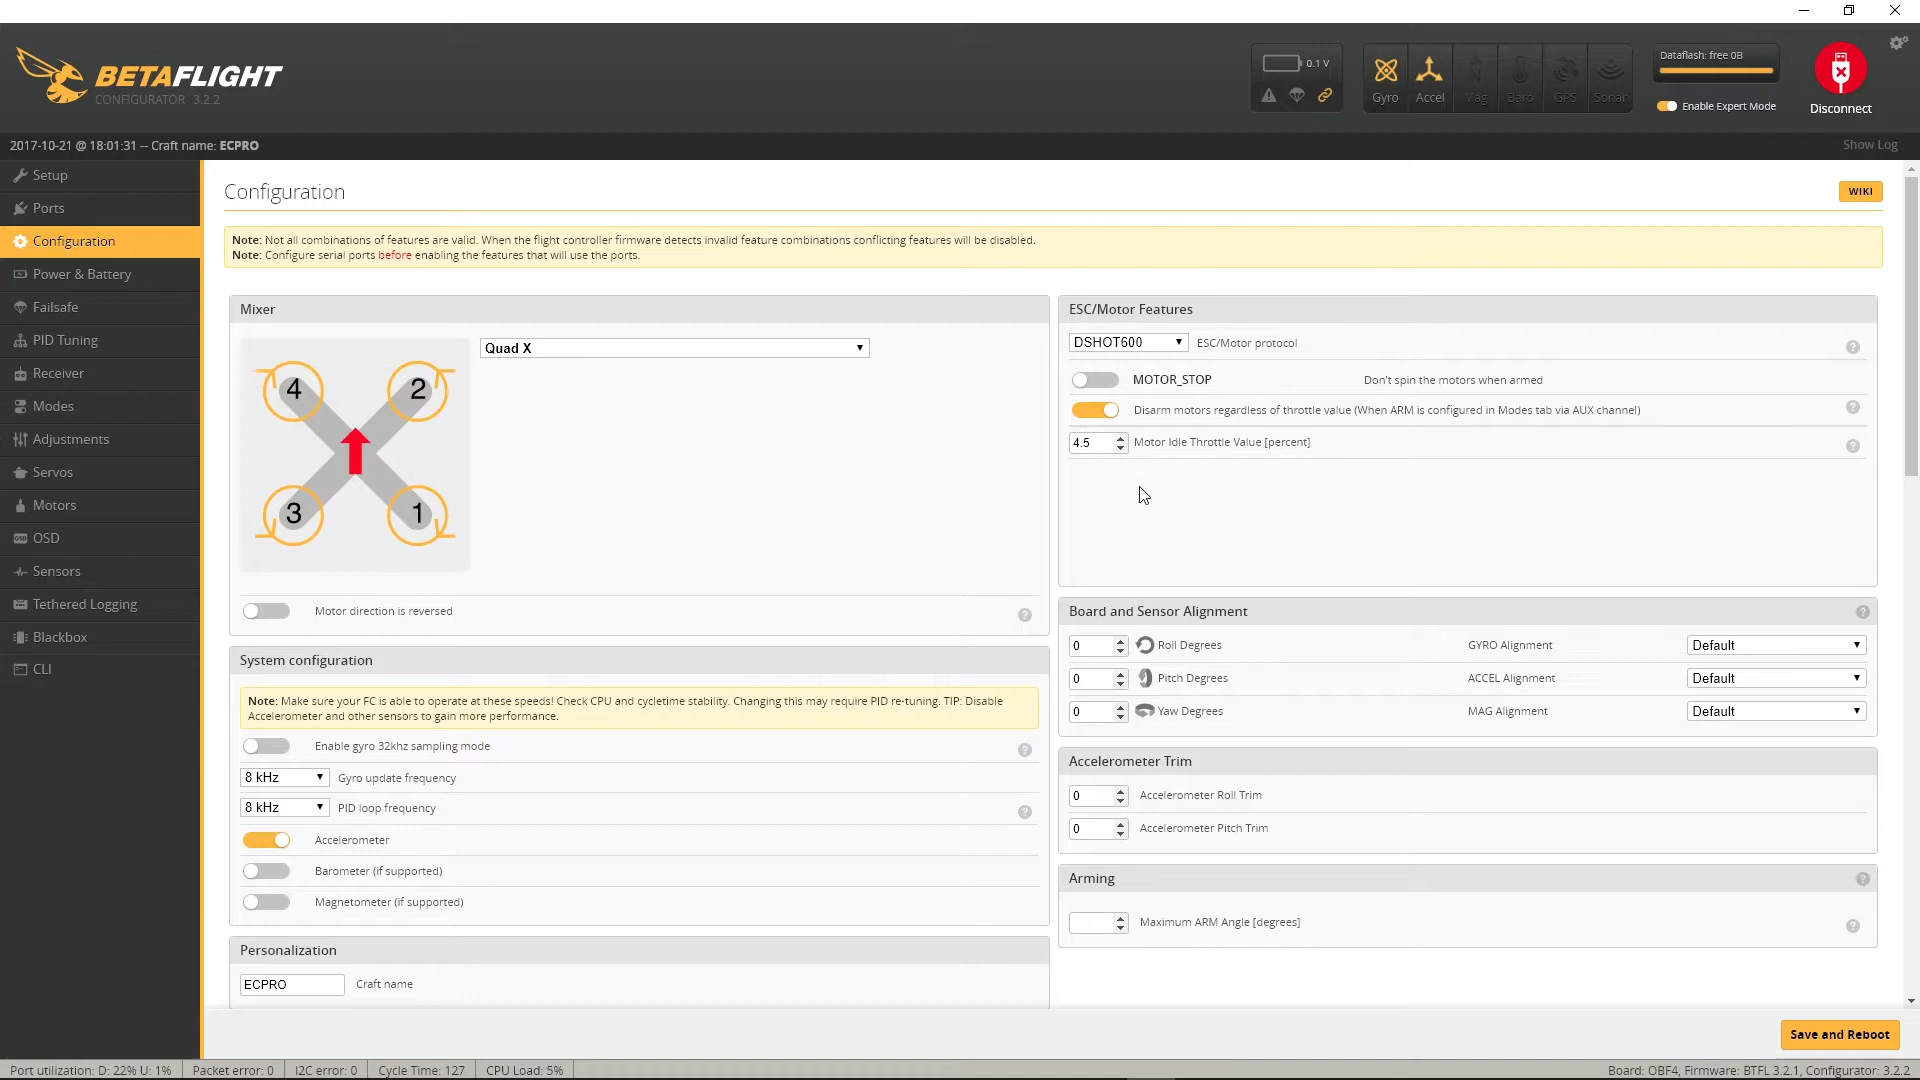 BETAFLIGHT
CONFIGURATOR 3.2.2
0.1 V
Gyro
Accel
Mag
Baro
GPS
Sonar
Dataflash: free 0B
Enable Expert Mode
Disconnect
2017-10-21 @ 18:01:31 -- Craft name: ECPRO
Show Log
Setup
Ports
Configuration
Power & Battery
Failsafe
PID Tuning
Receiver
Modes
Adjustments
Servos
Motors
OSD
Sensors
Tethered Logging
Blackbox
CLI
Configuration
WIKI
Note: Not all combinations of features are valid. When the flight controller firmware detects invalid feature combinations conflicting features will be disabled.
Note: Configure serial ports before enabling the features that will use the ports.
Mixer
Quad X
4
2
3
1
Motor direction is reversed
?
System configuration
Note: Make sure your FC is able to operate at these speeds! Check CPU and cycletime stability. Changing this may require PID re-tuning. TIP: Disable
Accelerometer and other sensors to gain more performance.
Enable gyro 32khz sampling mode
?
8 kHz Gyro update frequency
8 kHz PID loop frequency
?
Accelerometer
Barometer (if supported)
Magnetometer (if supported)
Personalization
ECPRO Craft name
ESC/Motor Features
DSHOT600 ESC/Motor protocol
?
MOTOR_STOP Don't spin the motors when armed
Disarm motors regardless of throttle value (When ARM is configured in Modes tab via AUX channel)
?
4.5 Motor Idle Throttle Value [percent]
?
Board and Sensor Alignment
?
0 Roll Degrees GYRO Alignment Default
0 Pitch Degrees ACCEL Alignment Default
0 Yaw Degrees MAG Alignment Default
Accelerometer Trim
0 Accelerometer Roll Trim
0 Accelerometer Pitch Trim
Arming
?
Maximum ARM Angle [degrees]
?
Save and Reboot
Port utilization: D: 22% U: 1% Packet error: 0 I2C error: 0 Cycle Time: 127 CPU Load: 5% Board: OBF4, Firmware: BTFL 3.2.1, Configurator: 3.2.2